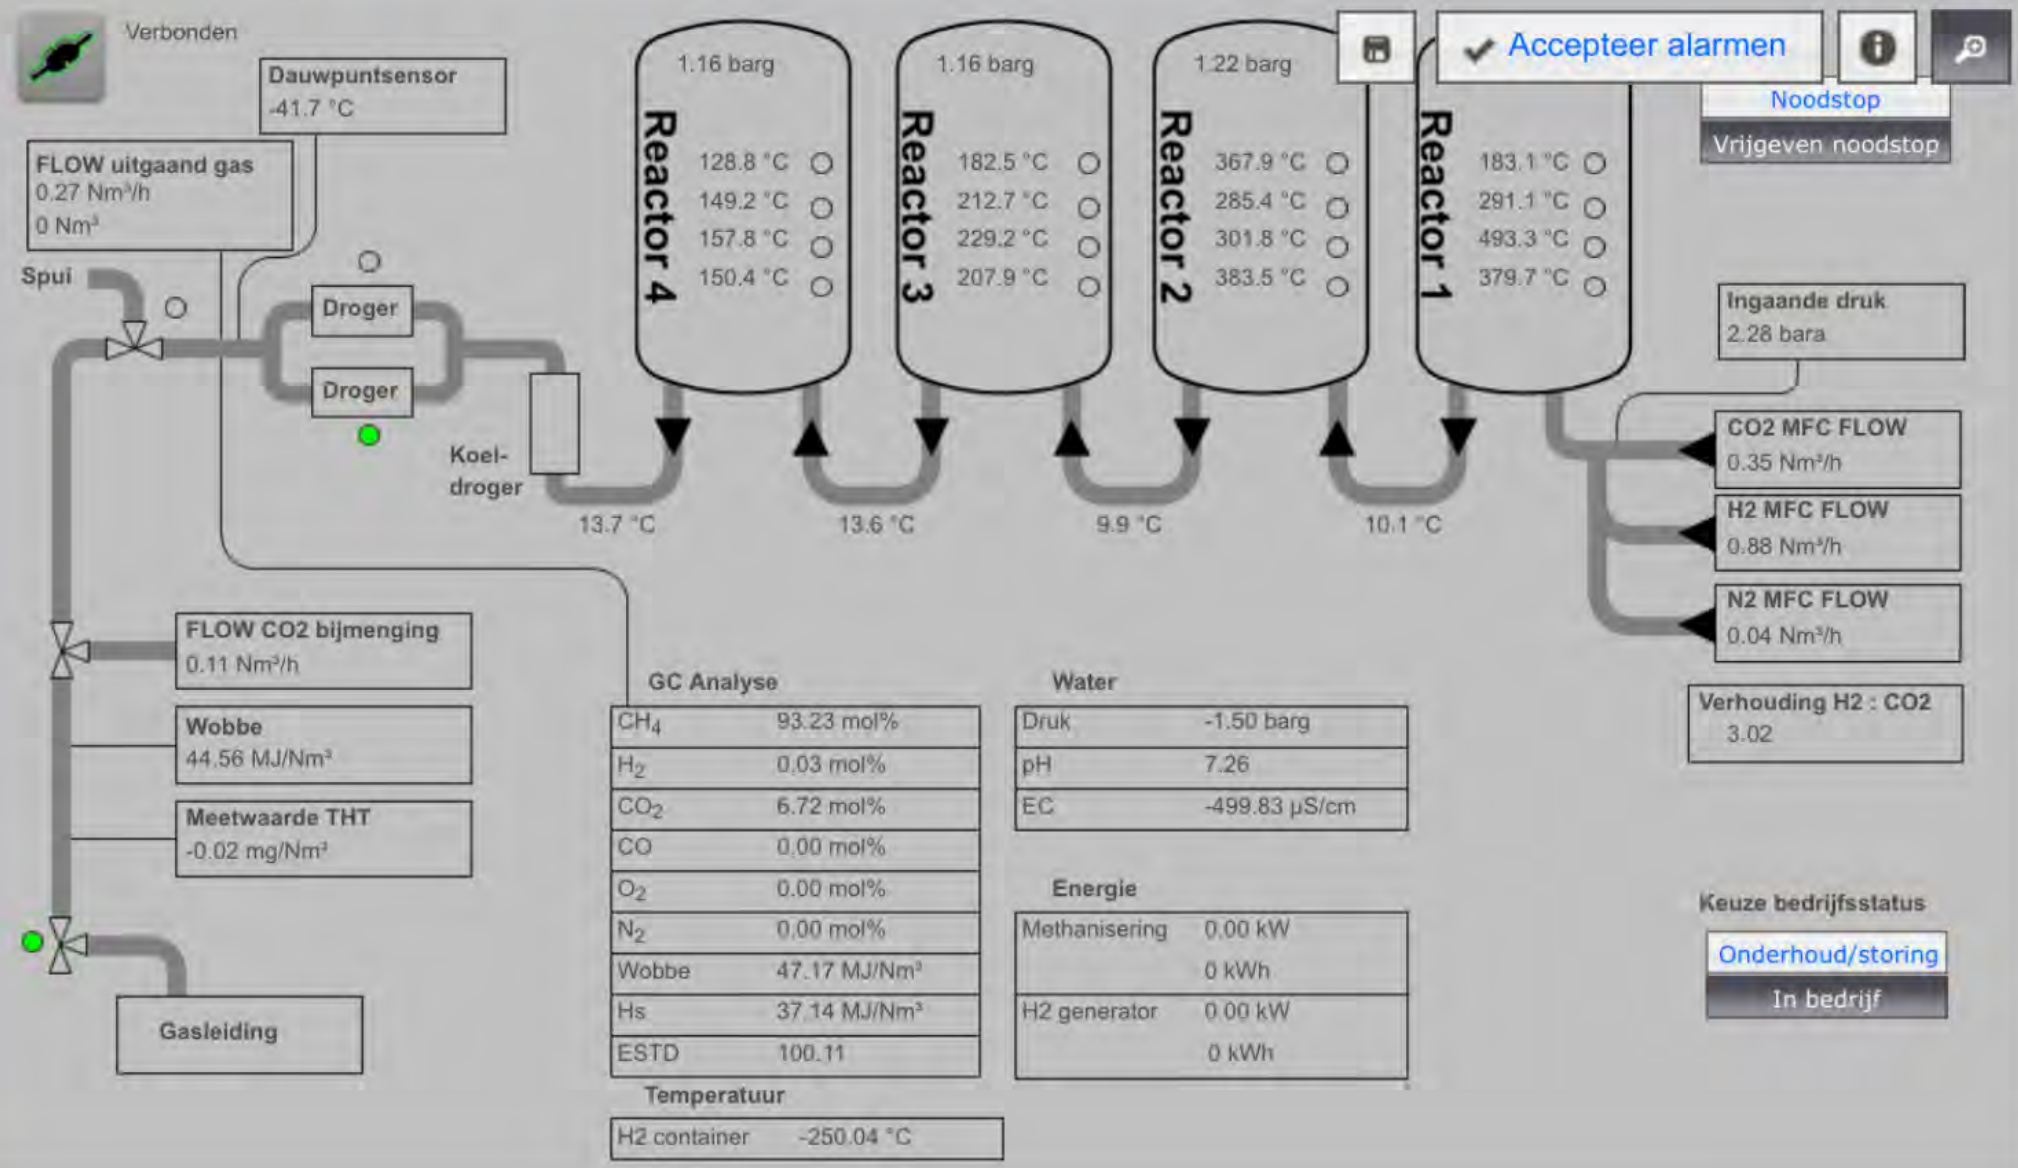 Verbonden
Dauwpuntsensor
-41.7 °C
FLOW uitgaand gas
0.27 Nm³/h
0 Nm³
Spui
Droger
Droger
Koel-
droger
1.16 barg
Reactor 4
128.8 °C
149.2 °C
157.8 °C
150.4 °C
1.16 barg
Reactor 3
182.5 °C
212.7 °C
229.2 °C
207.9 °C
1.22 barg
Reactor 2
367.9 °C
285.4 °C
301.8 °C
383.5 °C
Reactor 1
183.1 °C
291.1 °C
493.3 °C
379.7 °C
Accepteer alarmen
Noodstop
Vrijgeven noodstop
13.7 °C
13.6 °C
9.9 °C
10.1 °C
Ingaande druk
2.28 bara
CO2 MFC FLOW
0.35 Nm³/h
H2 MFC FLOW
0.88 Nm³/h
N2 MFC FLOW
0.04 Nm³/h
Verhouding H2 : CO2
3.02
FLOW CO2 bijmenging
0.11 Nm³/h
Wobbe
44.56 MJ/Nm³
Meetwaarde THT
-0.02 mg/Nm³
Gasleiding
GC Analyse
CH₄ 93.23 mol%
H₂ 0.03 mol%
CO₂ 6.72 mol%
CO 0.00 mol%
O₂ 0.00 mol%
N₂ 0.00 mol%
Wobbe 47.17 MJ/Nm³
Hs 37.14 MJ/Nm³
ESTD 100.11
Temperatuur
H2 container -250.04 °C
Water
Druk -1.50 barg
pH 7.26
EC -499.83 µS/cm
Energie
Methanisering 0.00 kW
0 kWh
H2 generator 0.00 kW
0 kWh
Keuze bedrijfsstatus
Onderhoud/storing
In bedrijf